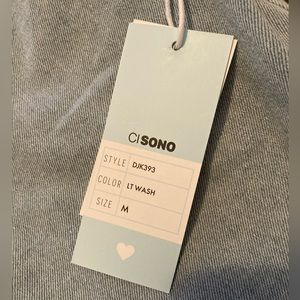 CI SONO
STYLE DJK393
COLOR LT WASH
SIZE M